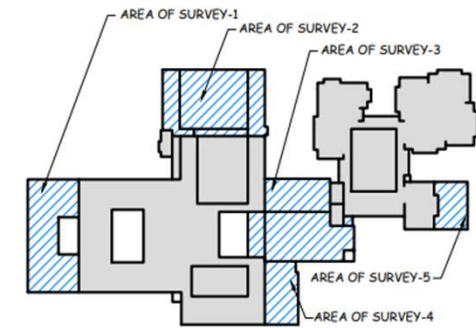 AREA OF SURVEY-1
AREA OF SURVEY-2
AREA OF SURVEY-3
AREA OF SURVEY-5
AREA OF SURVEY-4